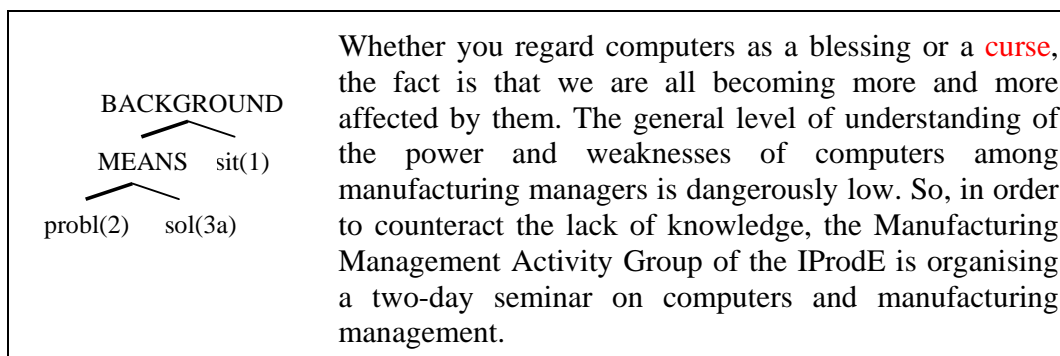 BACKGROUND
MEANS sit(1)
probl(2) sol(3a)
Whether you regard computers as a blessing or a curse,
the fact is that we are all becoming more and more
affected by them. The general level of understanding of
the power and weaknesses of computers among
manufacturing managers is dangerously low. So, in order
to counteract the lack of knowledge, the Manufacturing
Management Activity Group of the IProdE is organising
a two-day seminar on computers and manufacturing
management.